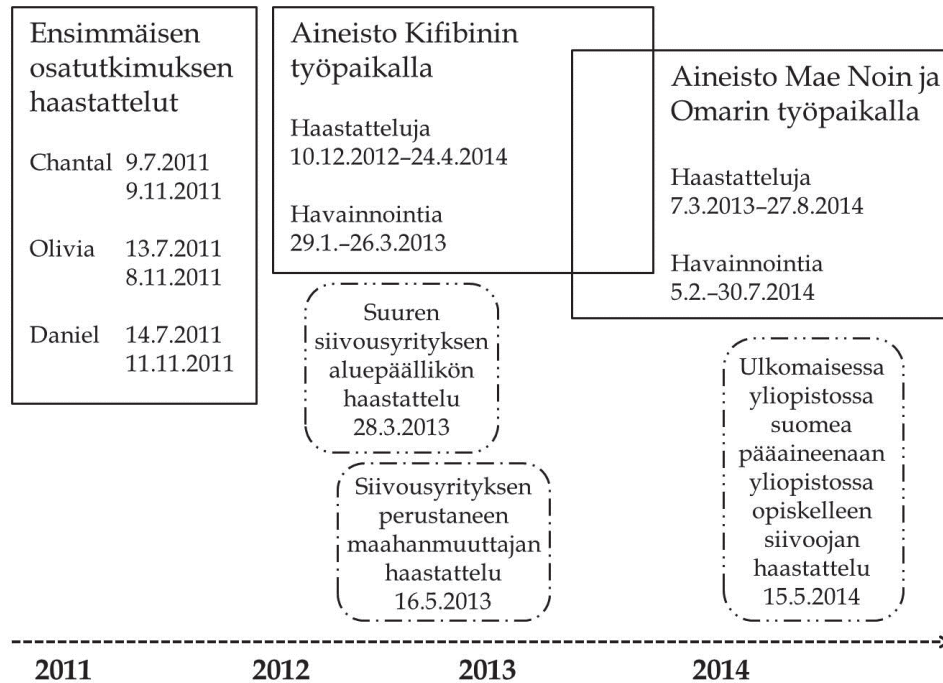 Ensimmäisen
osatutkimuksen
haastattelut
Chantal 9.7.2011
9.11.2011
Olivia 13.7.2011
8.11.2011
Daniel 14.7.2011
11.11.2011
Aineisto Kifibinin
työpaikalla
Haastatteluja
10.12.2012–24.4.2014
Havainnointia
29.1.–26.3.2013
Aineisto Mae Noin ja
Omarin työpaikalla
Haastatteluja
7.3.2013–27.8.2014
Havainnointia
5.2.–30.7.2014
Suuren
siivousyrityksen
aluepäällikön
haastattelu
28.3.2013
Siivousyrityksen
perustaneen
maahanmuuttajan
haastattelu
16.5.2013
Ulkomaisessa
yliopistossa
suomea
pääaineenaan
yliopistossa
opiskelleen
siivoojan
haastattelu
15.5.2014
2011 2012 2013 2014